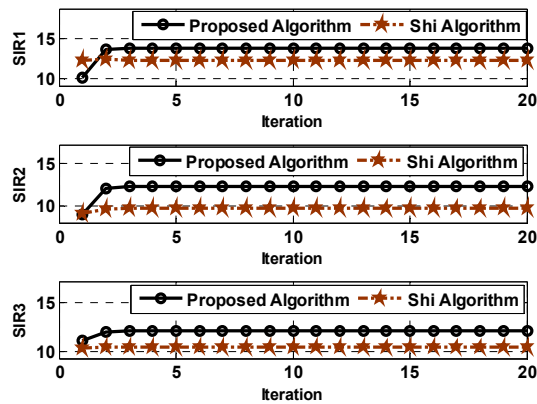 Proposed Algorithm Shi Algorithm
15
10
SIR1
0 5 10 15 20
Iteration
Proposed Algorithm Shi Algorithm
15
10
SIR2
0 5 10 15 20
Iteration
Proposed Algorithm Shi Algorithm
15
10
SIR3
0 5 10 15 20
Iteration